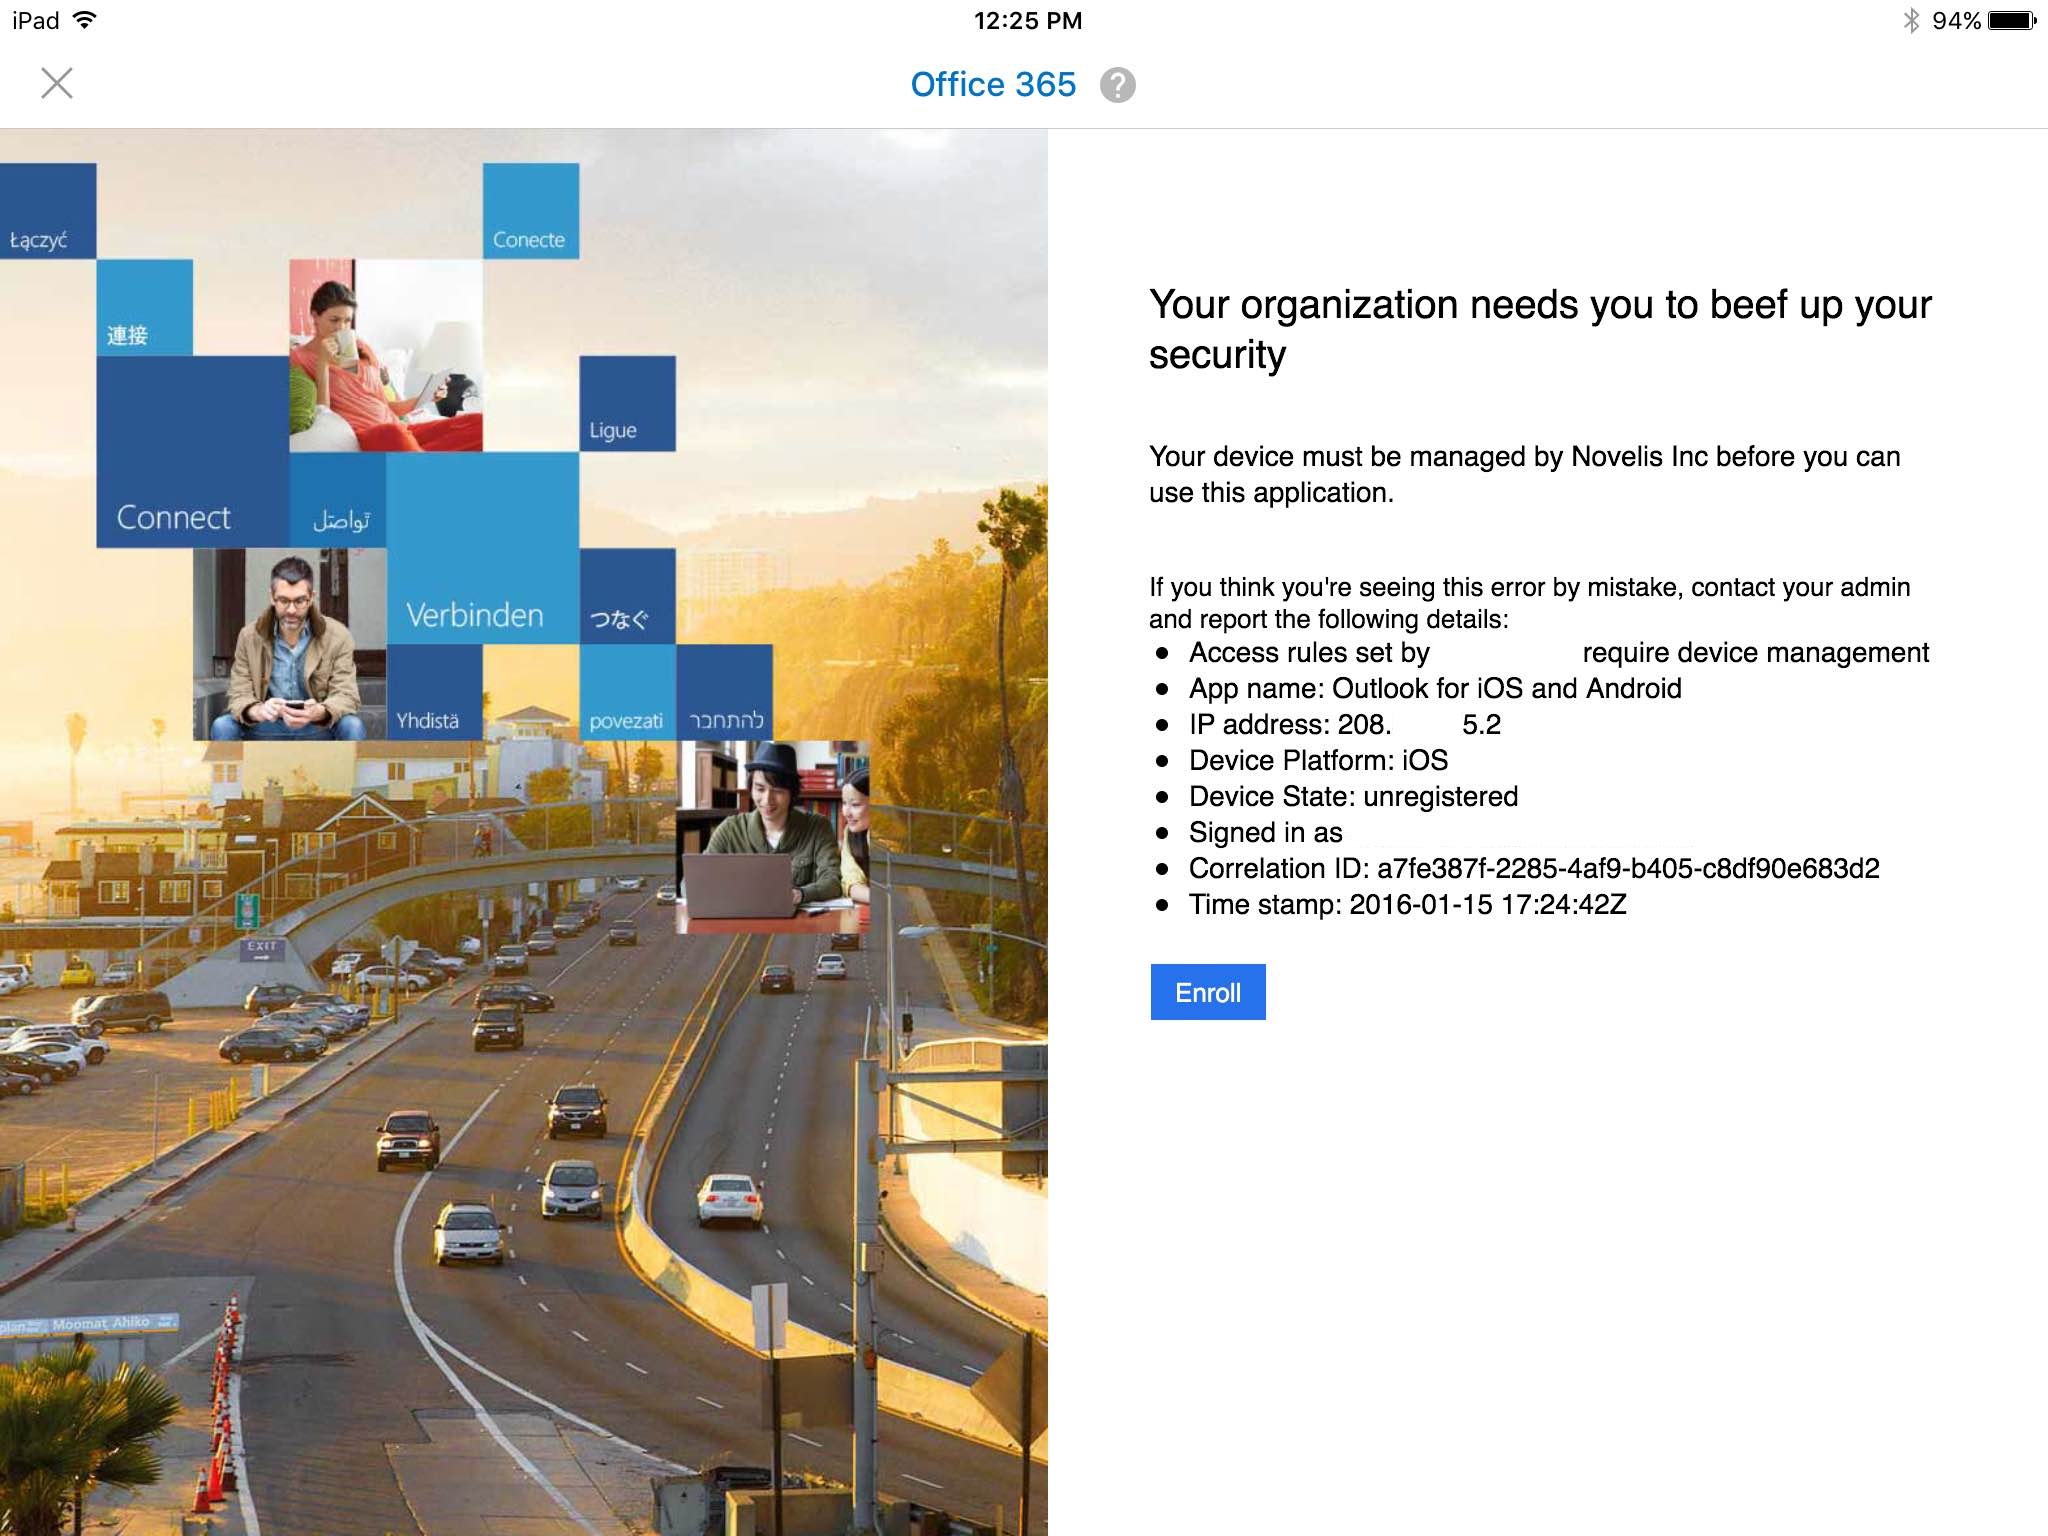 iPad
12:25 PM
94%
Office 365 ?
Łączyć
Conecte
連接
Ligue
Connect
تواصل
Verbinden
つなぐ
Yhdistä
povezati
להתחבר
EXIT
Moomat Ahiko
Your organization needs you to beef up your
security
Your device must be managed by Novelis Inc before you can
use this application.
If you think you're seeing this error by mistake, contact your admin
and report the following details:
● Access rules set by require device management
● App name: Outlook for iOS and Android
● IP address: 208. 5.2
● Device Platform: iOS
● Device State: unregistered
● Signed in as
● Correlation ID: a7fe387f-2285-4af9-b405-c8df90e683d2
● Time stamp: 2016-01-15 17:24:42Z
Enroll